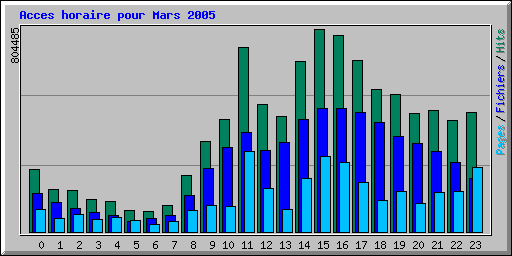 Acces horaire pour Mars 2005
804485
Pages / Fichiers / Hits
0 1 2 3 4 5 6 7 8 9 10 11 12 13 14 15 16 17 18 19 20 21 22 23